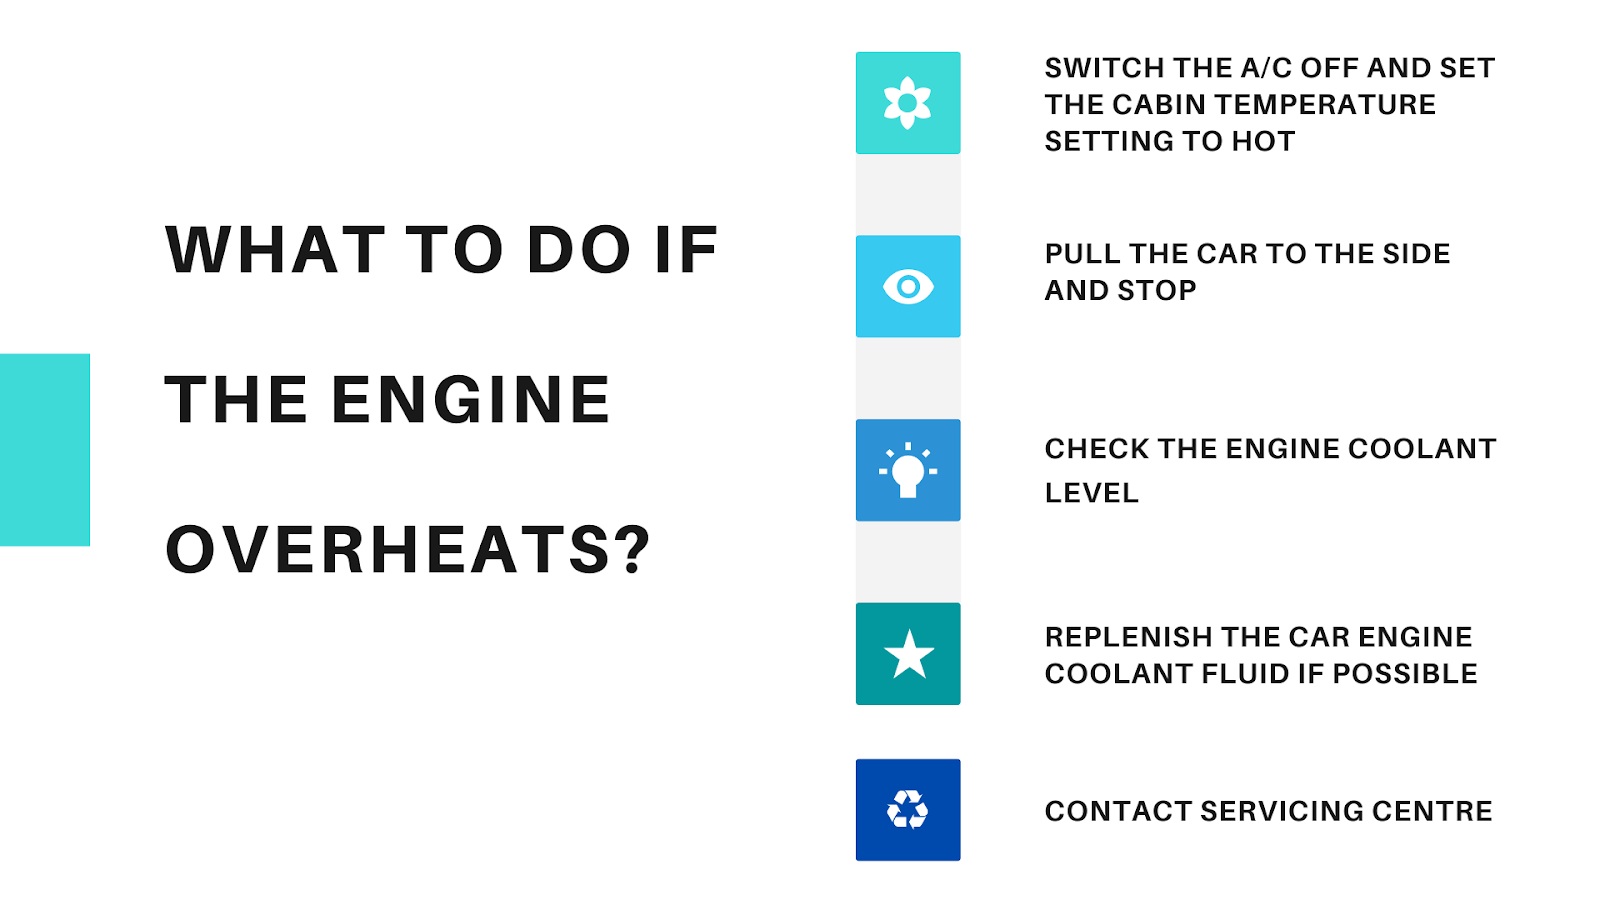 WHAT TO DO IF
THE ENGINE
OVERHEATS?
SWITCH THE A/C OFF AND SET
THE CABIN TEMPERATURE
SETTING TO HOT
PULL THE CAR TO THE SIDE
AND STOP
CHECK THE ENGINE COOLANT
LEVEL
REPLENISH THE CAR ENGINE
COOLANT FLUID IF POSSIBLE
CONTACT SERVICING CENTRE